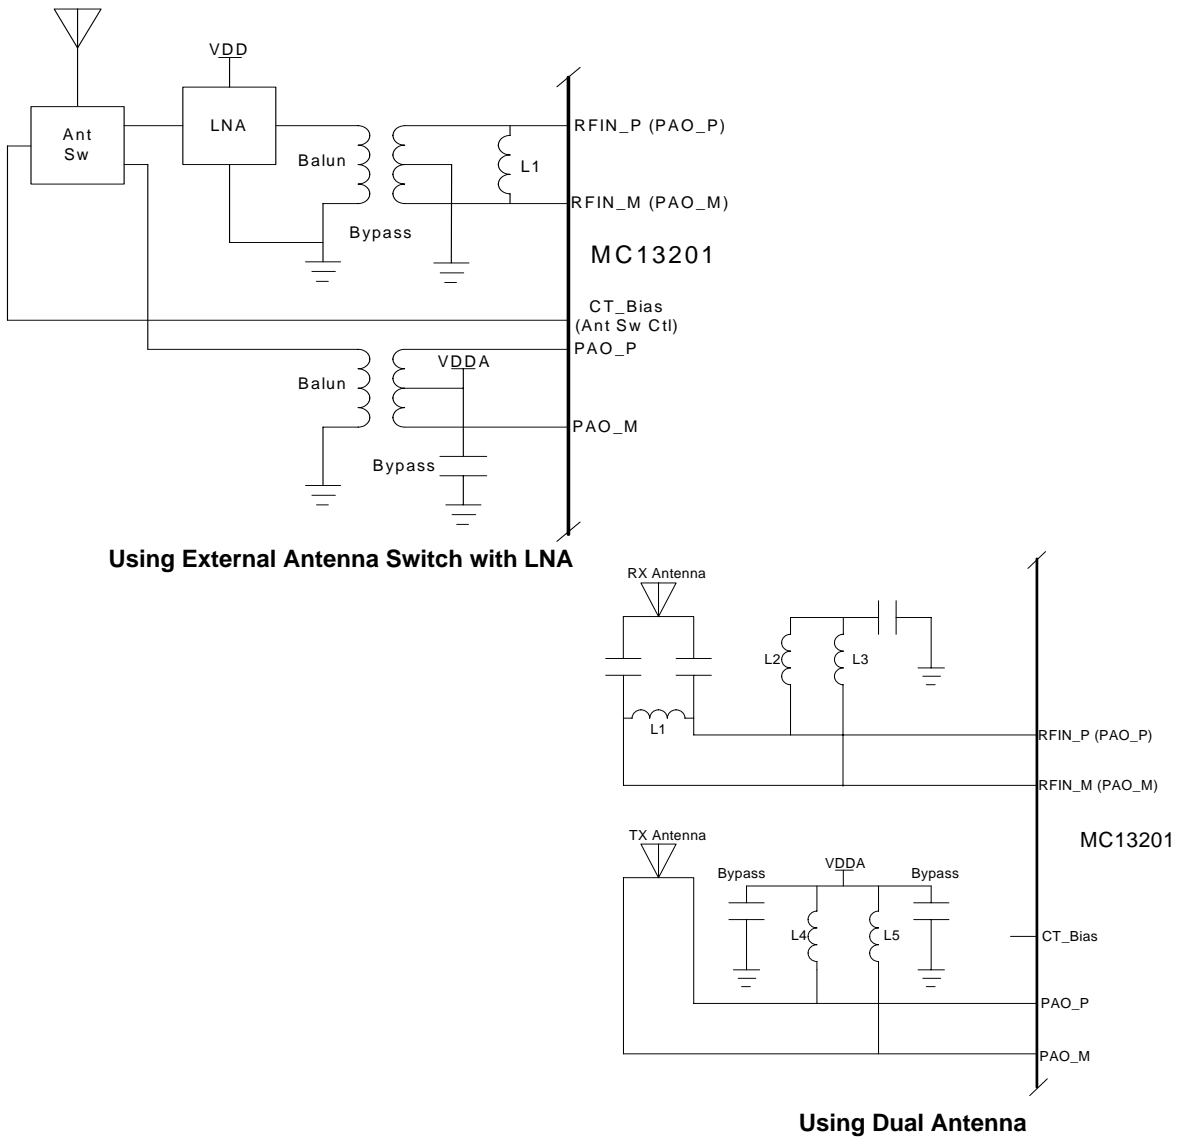 VDD
Ant
Sw
LNA
Balun
L1
RFIN_P (PAO_P)
RFIN_M (PAO_M)
Bypass
MC13201
CT_Bias
(Ant Sw Ctl)
PAO_P
VDDA
Balun
PAO_M
Bypass
Using External Antenna Switch with LNA
RX Antenna
L2
L3
L1
RFIN_P (PAO_P)
RFIN_M (PAO_M)
TX Antenna
MC13201
Bypass
VDDA
Bypass
L4
L5
CT_Bias
PAO_P
PAO_M
Using Dual Antenna